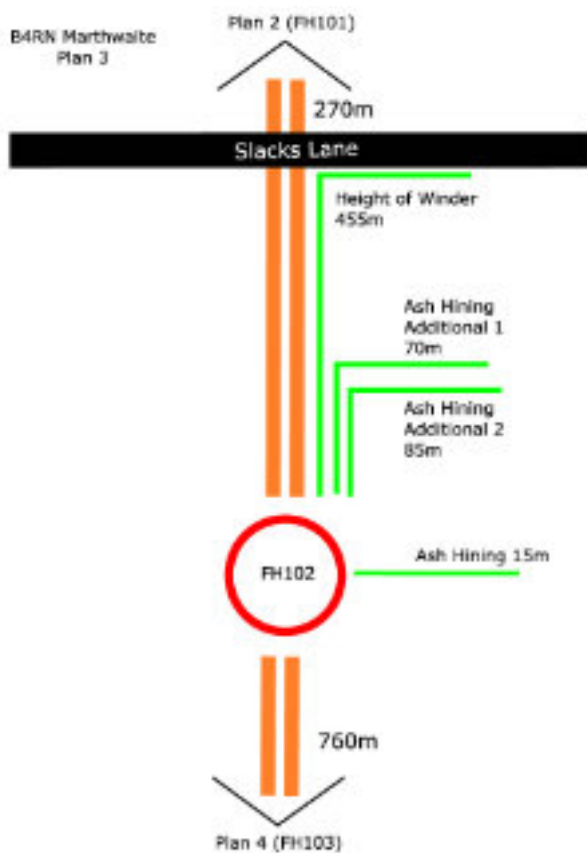 Plan 2 (FH101)
B4RN Marthwaite
Plan 3
270m
Slacks Lane
Height of Winder
455m
Ash Hining
Additional 1
70m
Ash Hining
Additional 2
85m
Ash Hining 15m
FH102
760m
Plan 4 (FH103)